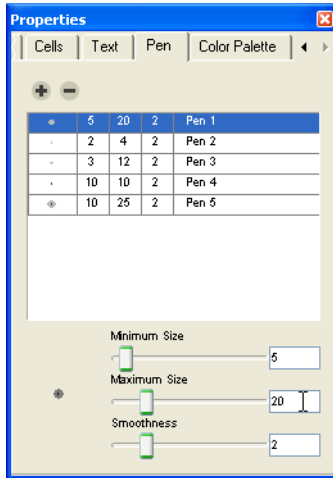 Properties
Cells Text Pen Color Palette
5 20 2 Pen 1
2 4 2 Pen 2
3 12 2 Pen 3
10 10 2 Pen 4
10 25 2 Pen 5
Minimum Size
5
Maximum Size
20
Smoothness
2